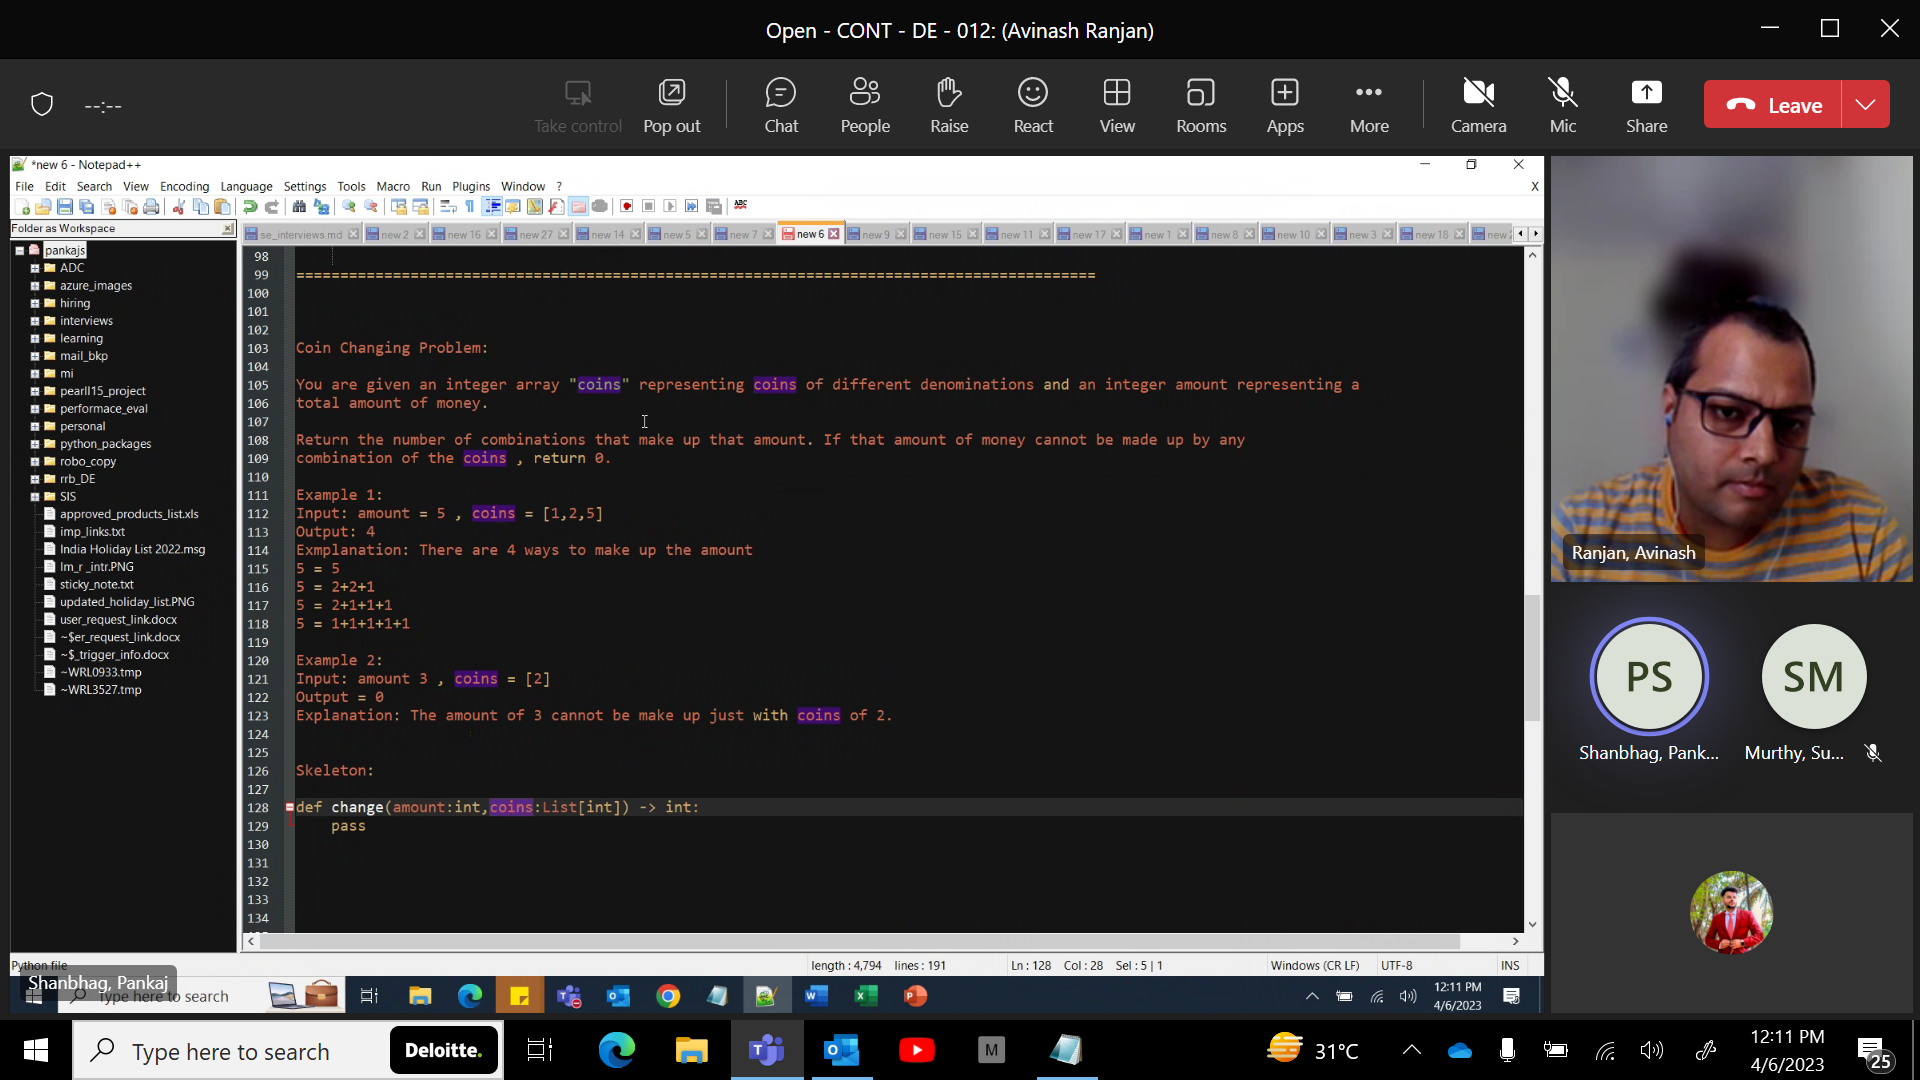 Open - CONT - DE - 012: (Avinash Ranjan)
--:--
Take control
Pop out
Chat
People
Raise
React
View
Rooms
Apps
More
Camera
Mic
Share
Leave
*new 6 - Notepad++
File Edit Search View Encoding Language Settings Tools Macro Run Plugins Window ?
X
ABC
Folder as Workspace
se_interviews.md new 2 new 16 new 27 new 14 new 5 new 7 new 6 new 9 new 15 new 11 new 17 new 1 new 8 new 10 new 3 new 18
pankajs
ADC
azure_images
hiring
interviews
learning
mail_bkp
mi
pearll15_project
performace_eval
personal
python_packages
robo_copy
rrb_DE
SIS
approved_products_list.xls
imp_links.txt
India Holiday List 2022.msg
lm_r _intr.PNG
sticky_note.txt
updated_holiday_list.PNG
user_request_link.docx
~$er_request_link.docx
~$_trigger_info.docx
~WRL0933.tmp
~WRL3527.tmp
98
99 ===========================================================================================
100
101
102
103 Coin Changing Problem:
104
105 You are given an integer array "coins" representing coins of different denominations and an integer amount representing a
106 total amount of money.
107
108 Return the number of combinations that make up that amount. If that amount of money cannot be made up by any
109 combination of the coins , return 0.
110
111 Example 1:
112 Input: amount = 5 , coins = [1,2,5]
113 Output: 4
114 Exmplanation: There are 4 ways to make up the amount
115 5 = 5
116 5 = 2+2+1
117 5 = 2+1+1+1
118 5 = 1+1+1+1+1
119
120 Example 2:
121 Input: amount 3 , coins = [2]
122 Output = 0
123 Explanation: The amount of 3 cannot be make up just with coins of 2.
124
125
126 Skeleton:
127
128 def change(amount:int,coins:List[int]) -> int:
129 pass
130
131
132
133
134
Python file
length : 4,794 lines : 191
Ln : 128 Col : 28 Sel : 5 | 1
Windows (CR LF)
UTF-8
INS
Shanbhag, Pankaj
Type here to search
12:11 PM
4/6/2023
Ranjan, Avinash
PS
Shanbhag, Pank...
SM
Murthy, Su...
Type here to search
Deloitte.
M
31°C
12:11 PM
4/6/2023
25